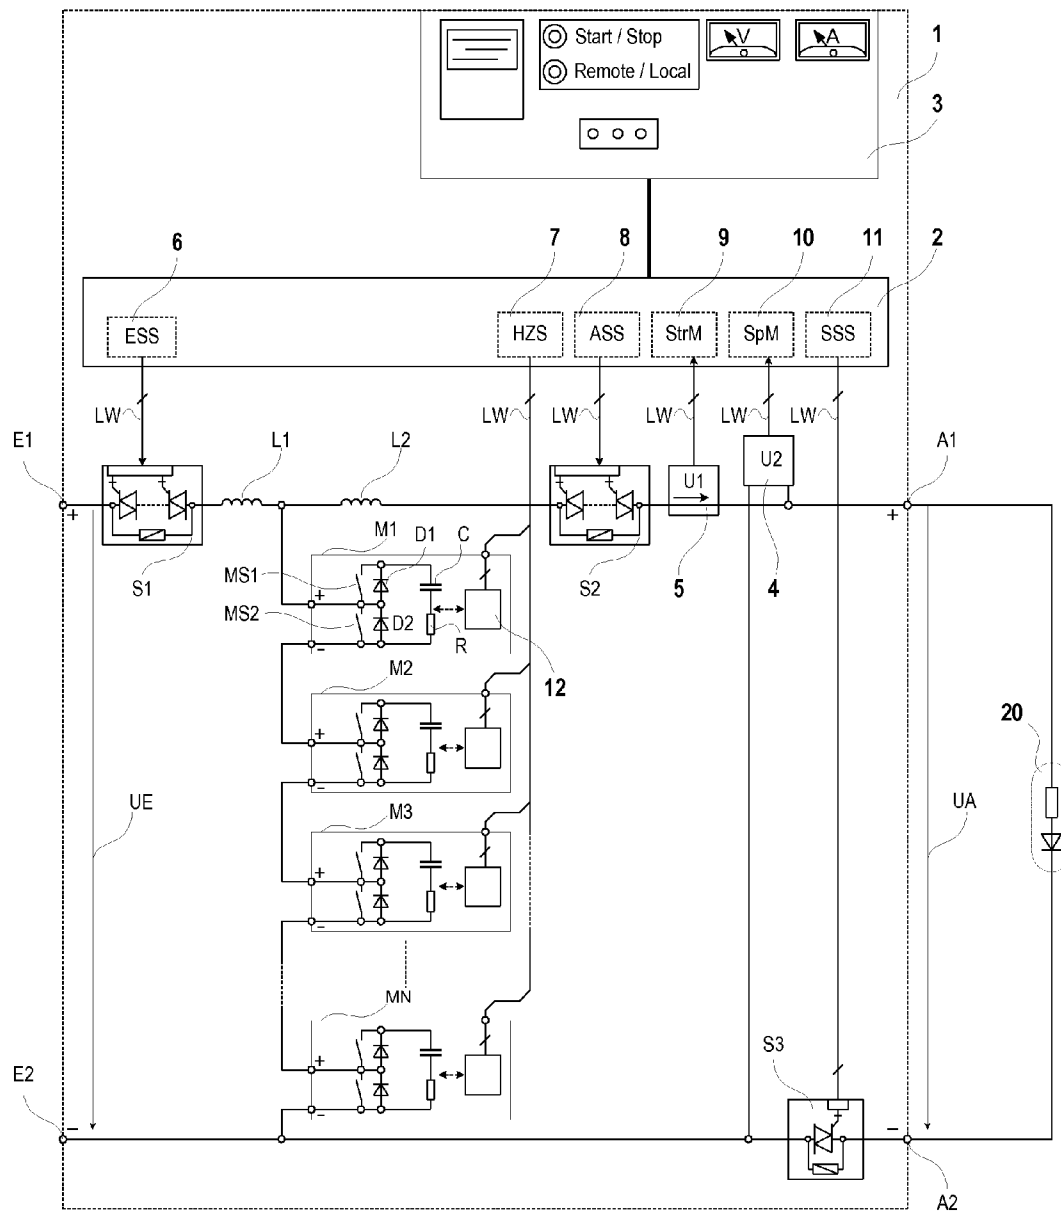 Start / Stop
V
A
1
Remote / Local
3
6
7
8
9
10
11
2
ESS
HZS
ASS
StrM
SpM
SSS
LW
LW
LW
LW
LW
LW
E1
L1
L2
U2
A1
U1
+
+
S1
M1
D1
C
S2
5
4
MS1
+
MS2
D2
R
−
12
M2
+
20
−
UE
M3
UA
+
−
MN
+
S3
E2
−
−
−
A2